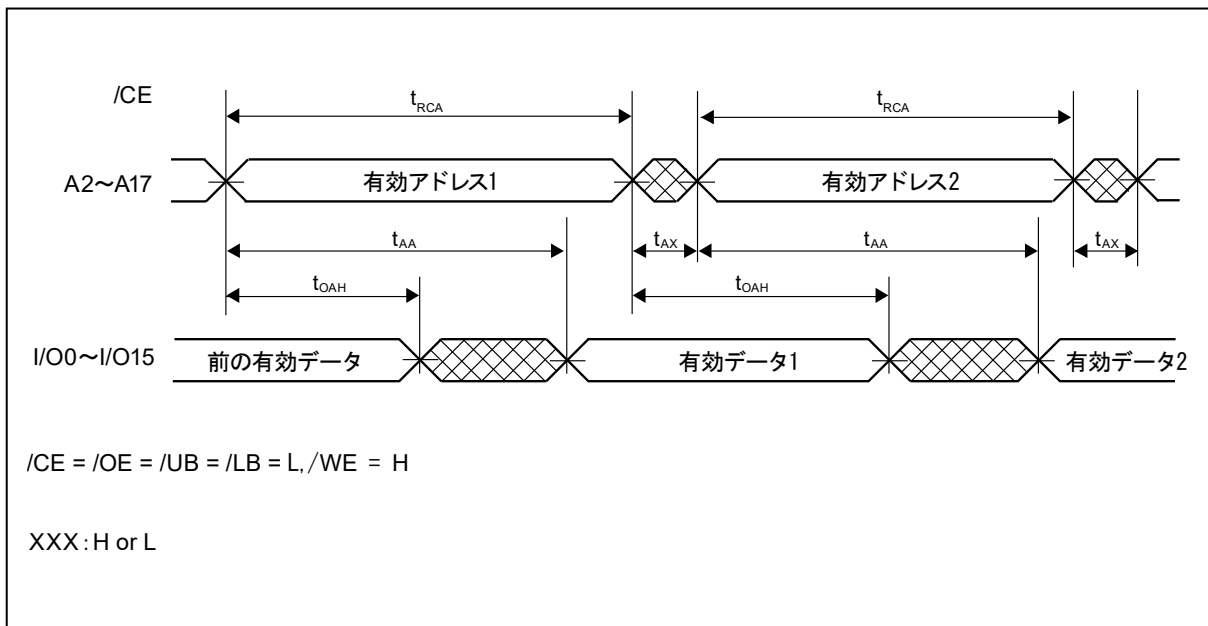 /CE
tRCA
tRCA
A2～A17
有効アドレス1
有効アドレス2
tAA
tAX
tAA
tAX
tOAH
tOAH
I/O0～I/O15
前の有効データ
有効データ1
有効データ2
/CE = /OE = /UB = /LB = L, /WE = H
XXX : H or L